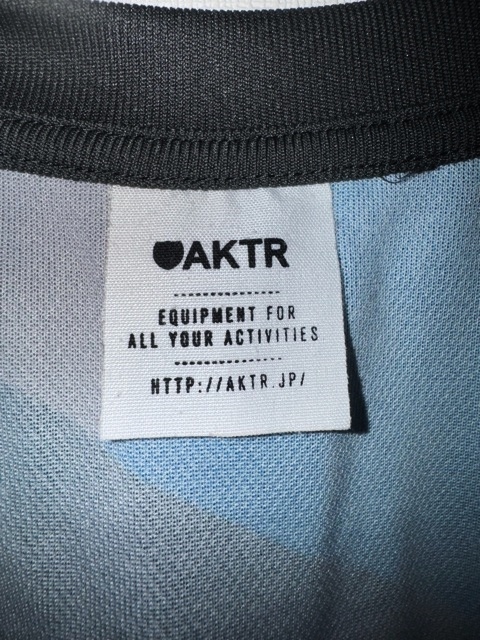 AKTR
EQUIPMENT FOR
ALL YOUR ACTIVITIES
HTTP://AKTR.JP/